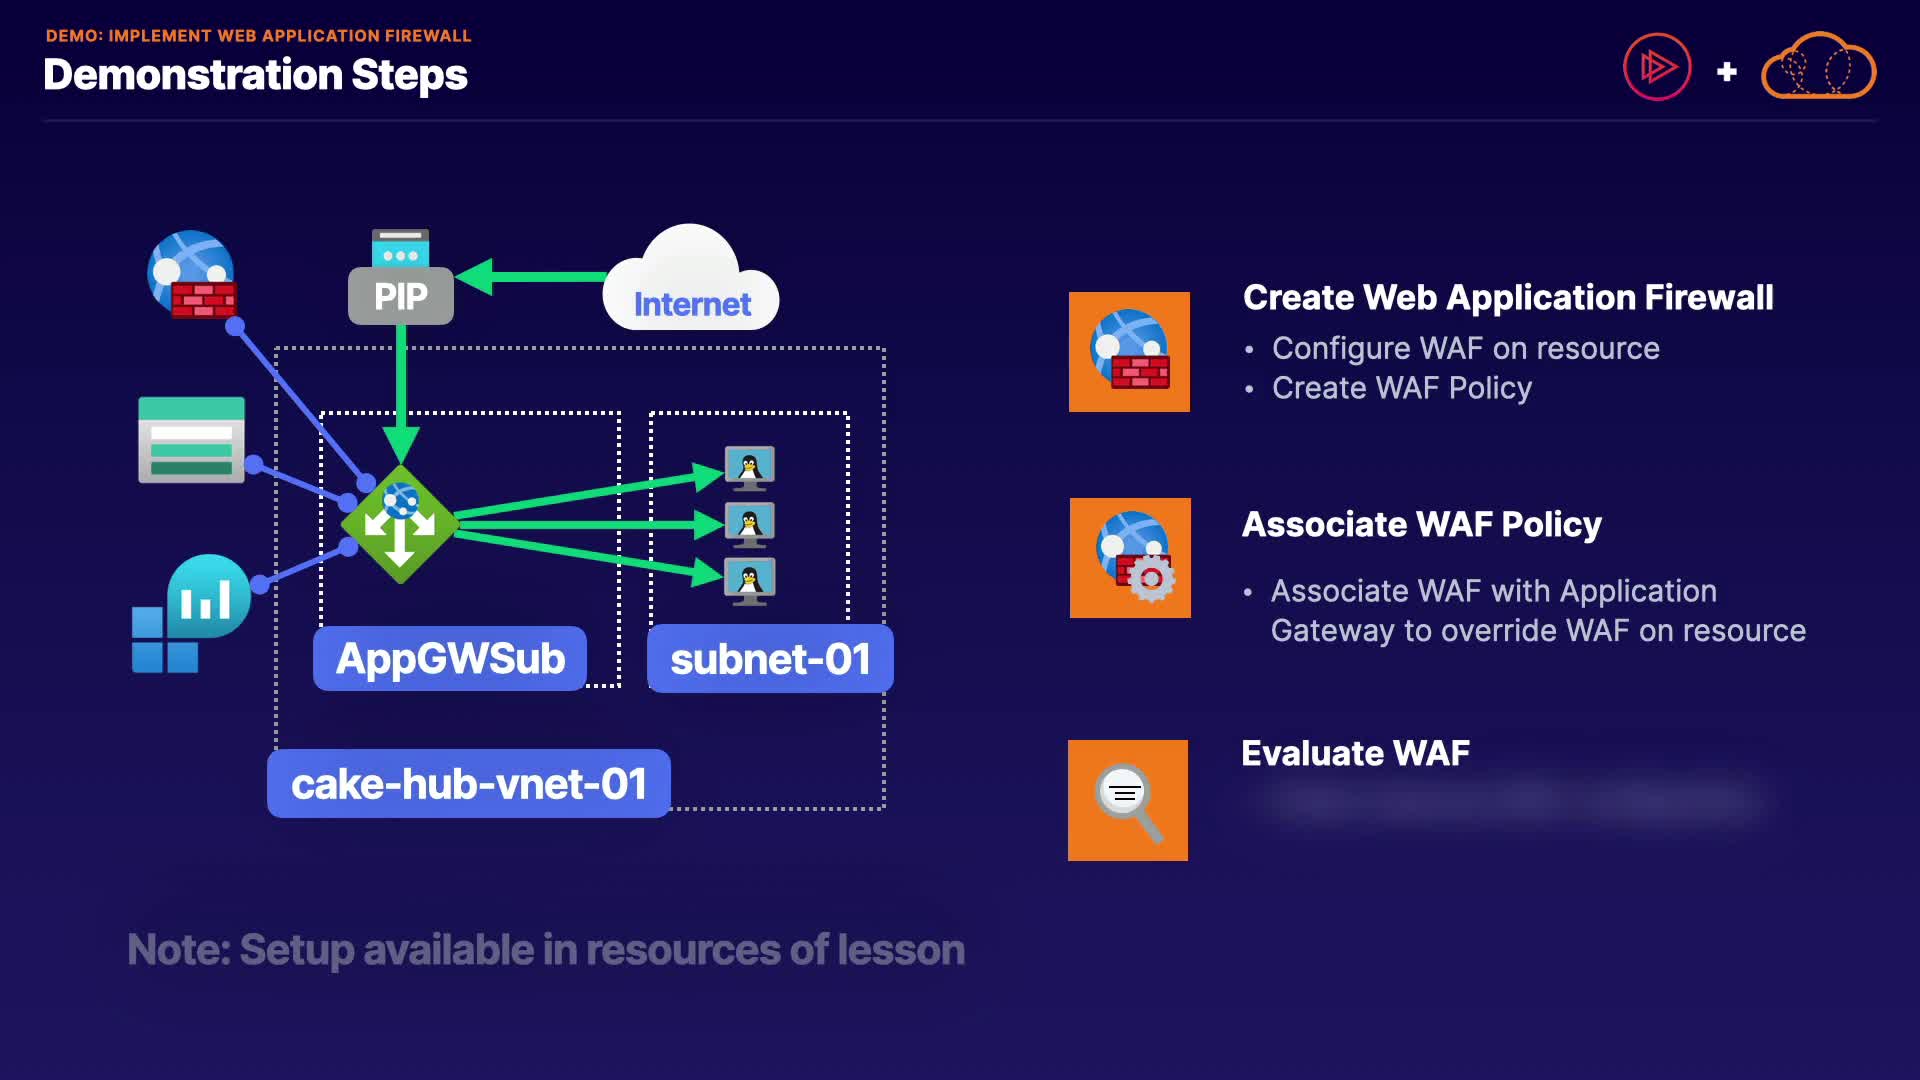 DEMO: IMPLEMENT WEB APPLICATION FIREWALL
Demonstration Steps
PIP
Internet
AppGWSub
subnet-01
cake-hub-vnet-01
Note: Setup available in resources of lesson
Create Web Application Firewall
• Configure WAF on resource
• Create WAF Policy
Associate WAF Policy
• Associate WAF with Application
Gateway to override WAF on resource
Evaluate WAF